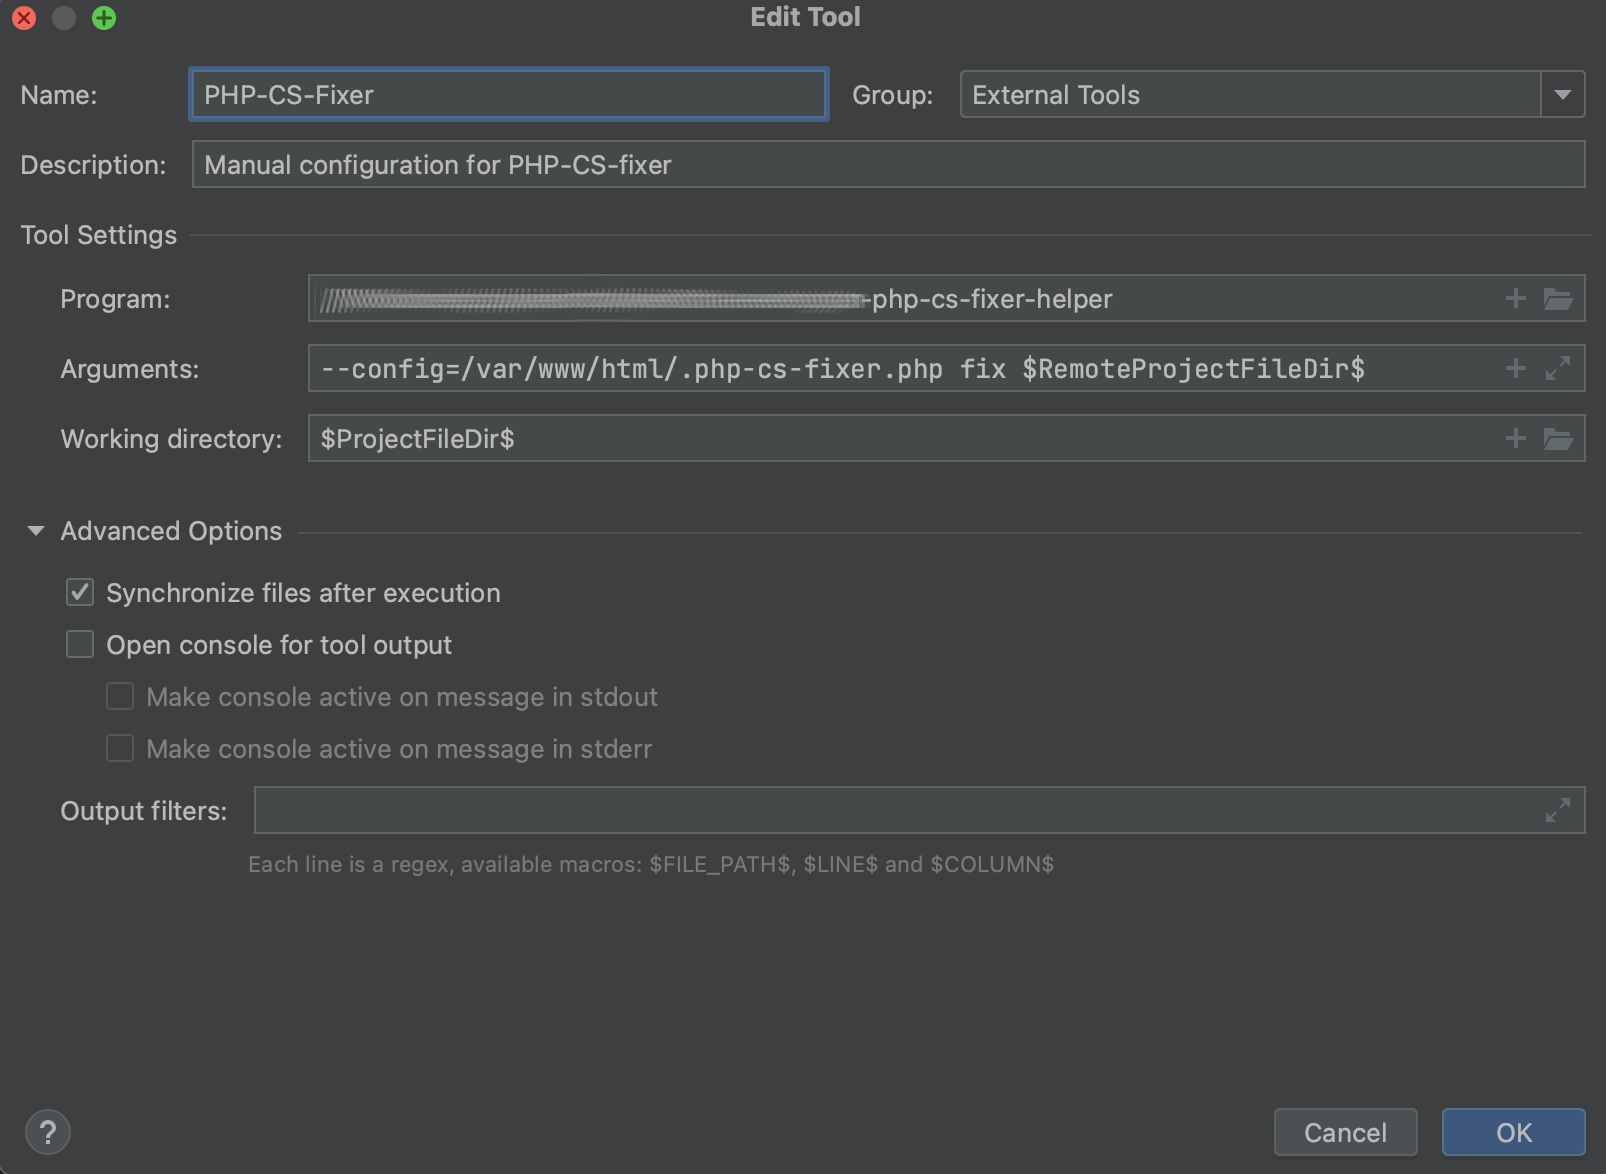 Edit Tool
Name: PHP-CS-Fixer Group: External Tools
Description: Manual configuration for PHP-CS-fixer
Tool Settings
Program: -php-cs-fixer-helper
Arguments: --config=/var/www/html/.php-cs-fixer.php fix $RemoteProjectFileDir$
Working directory: $ProjectFileDir$
Advanced Options
Synchronize files after execution
Open console for tool output
Make console active on message in stdout
Make console active on message in stderr
Output filters:
Each line is a regex, available macros: $FILE_PATH$, $LINE$ and $COLUMN$
? Cancel OK